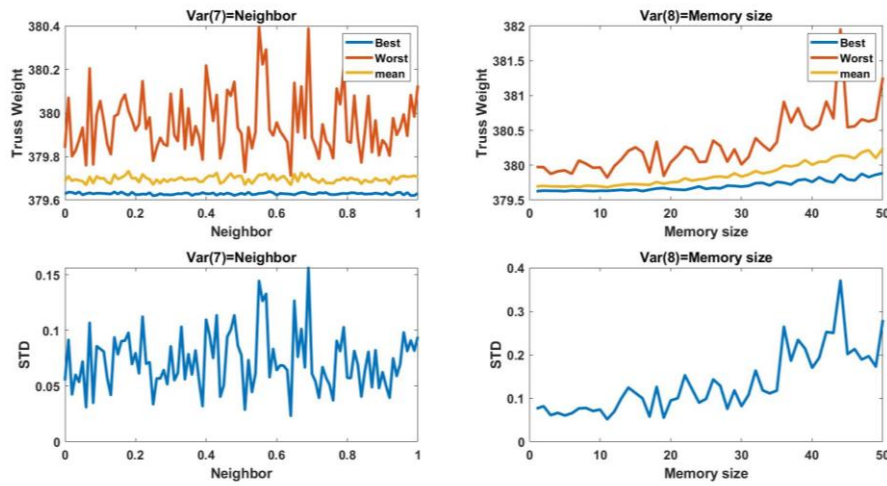 Var(7)=Neighbor
Truss Weight
380.4
380.2
380
379.8
379.6
Best
Worst
mean
0 0.2 0.4 0.6 0.8 1
Neighbor
Var(8)=Memory size
Truss Weight
382
381.5
381
380.5
380
379.5
Best
Worst
mean
0 10 20 30 40 50
Memory size
Var(7)=Neighbor
STD
0.15
0.1
0.05
0
0 0.2 0.4 0.6 0.8 1
Neighbor
Var(8)=Memory size
STD
0.4
0.3
0.2
0.1
0
0 10 20 30 40 50
Memory size